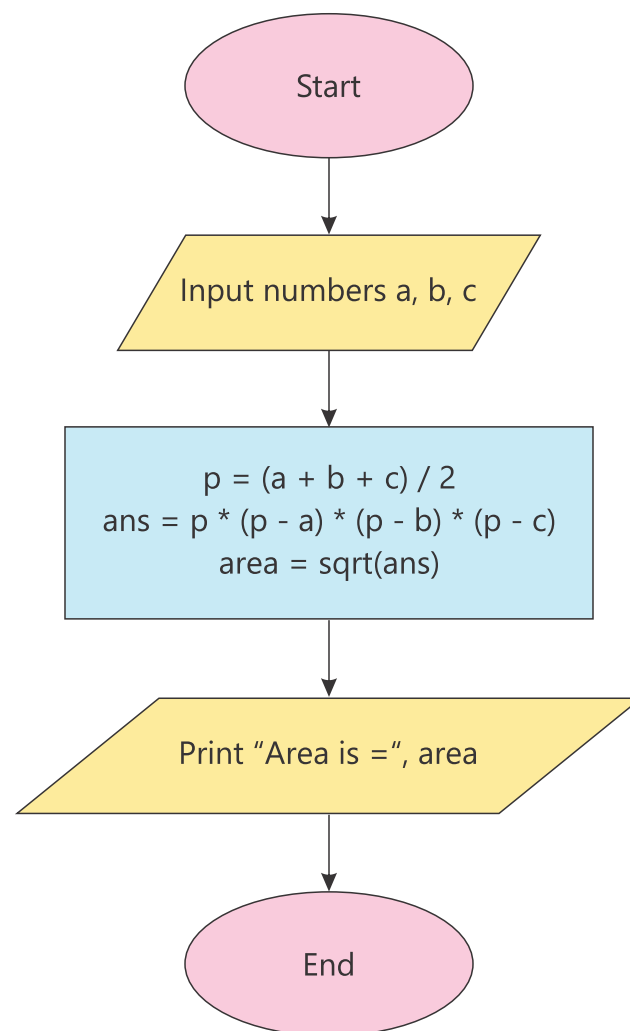 Start
Input numbers a, b, c
p = (a + b + c) / 2
ans = p * (p - a) * (p - b) * (p - c)
area = sqrt(ans)
Print “Area is =“, area
End